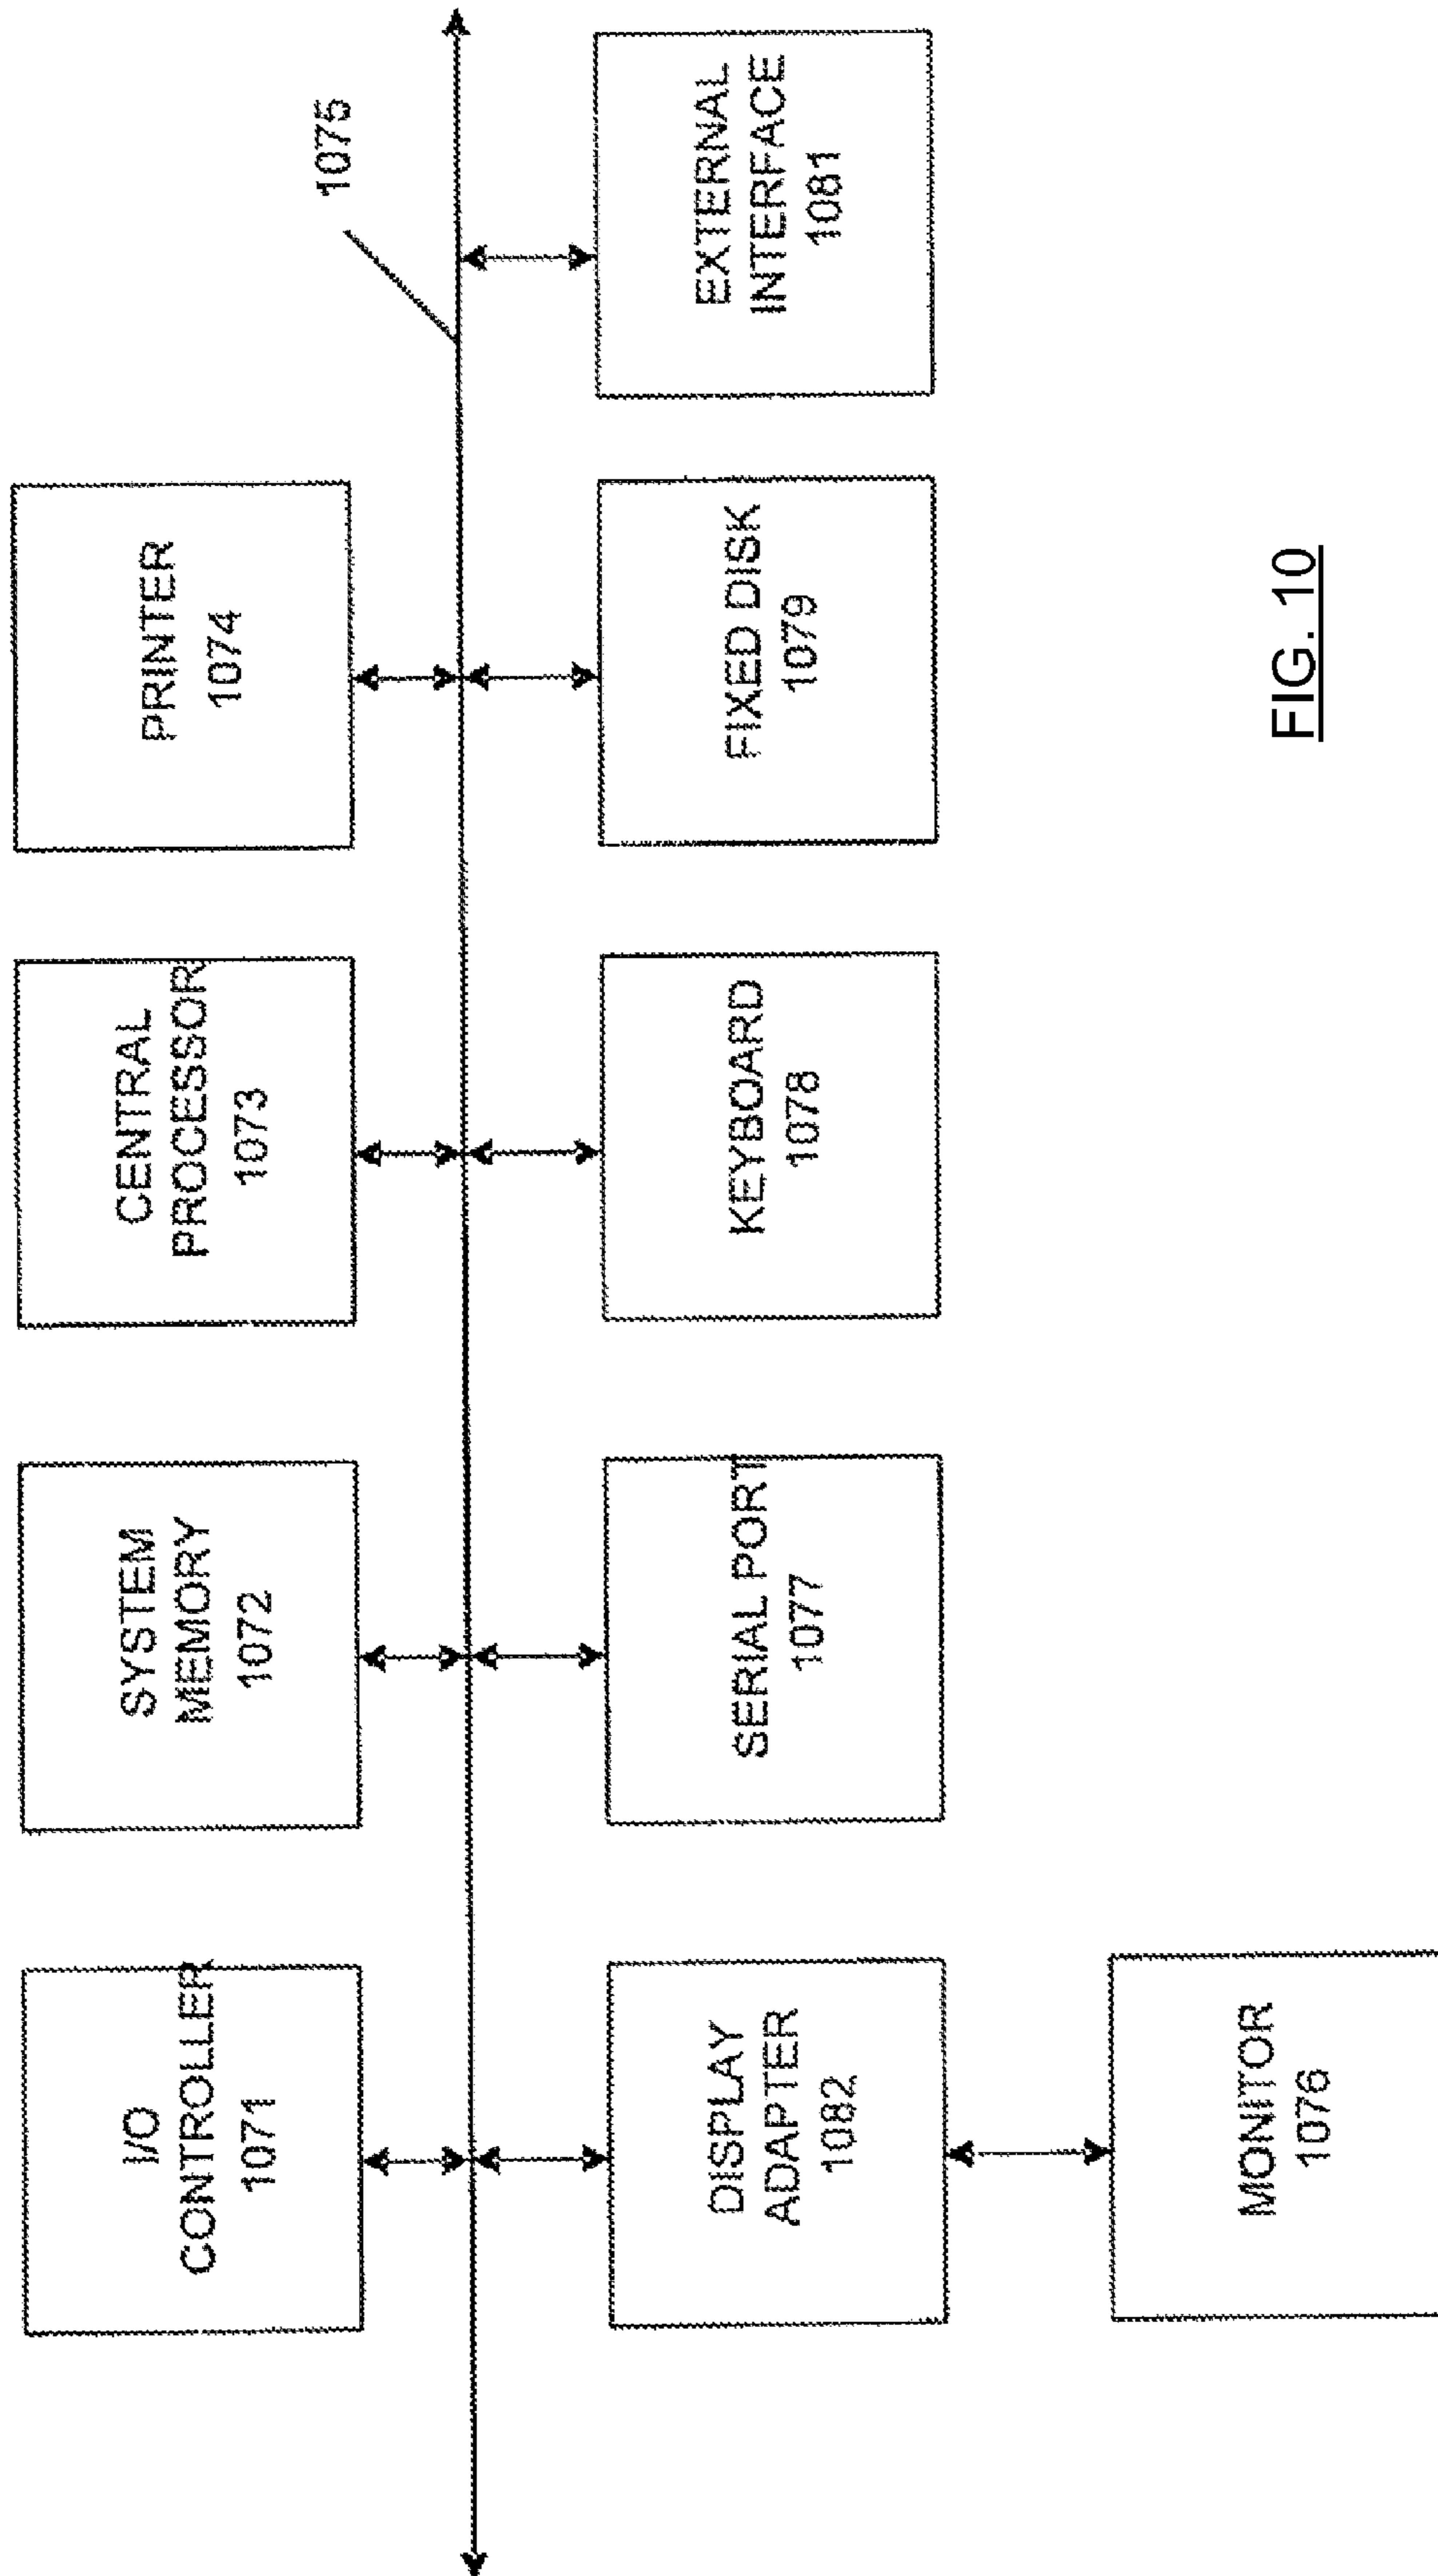 I/O
CONTROLLER
1071
SYSTEM
MEMORY
1072
CENTRAL
PROCESSOR
1073
PRINTER
1074
1075
DISPLAY
ADAPTER
1082
SERIAL PORT
1077
KEYBOARD
1078
FIXED DISK
1079
EXTERNAL
INTERFACE
1081
MONITOR
1076
FIG. 10